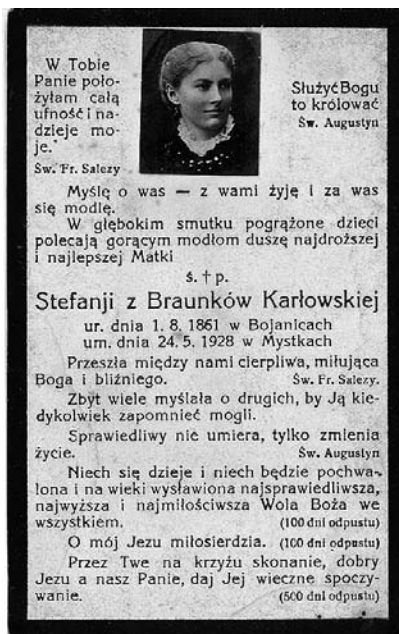 W Tobie
Panie poło-
żyłam całą
ufność i na-
dzieje mo-
je.
Św. Fr. Salezy
Służyć Bogu
to królować
Św. Augustyn
Myślę o was — z wami żyję i za was
się modlę.
W głębokim smutku pogrążone dzieci
polecają gorącym modłom duszę najdroższej
i najlepszej Matki
ś. † p.
Stefanji z Braunków Karłowskiej
ur. dnia 1. 8. 1861 w Bojanicach
um. dnia 24. 5. 1928 w Mystkach
Przeszła między nami cierpliwa, miłująca
Boga i bliźniego. Św. Fr. Salezy.
Zbyt wiele myślała o drugich, by Ją kie-
dykolwiek zapomnieć mogli.
Sprawiedliwy nie umiera, tylko zmienia
życie. Św. Augustyn
Niech się dzieje i niech będzie pochwa-
lona i na wieki wysławiona najsprawiedliwsza,
najwyższa i najmiłościwsza Wola Boża we
wszystkiem. (100 dni odpustu)
O mój Jezu miłosierdzia. (100 dni odpustu)
Przez Twe na krzyżu skonanie, dobry
Jezu a nasz Panie, daj Jej wieczne spoczy-
wanie. (500 dni odpustu)